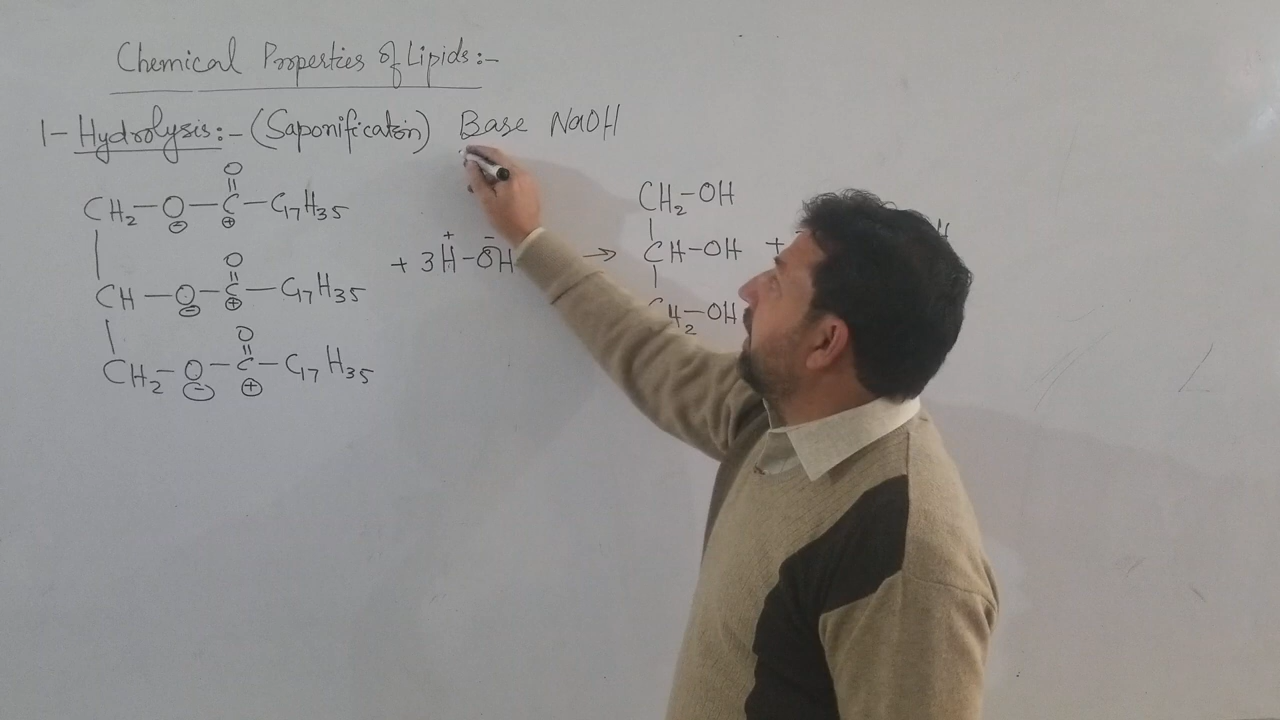 Chemical Properties of Lipids:-
1- Hydrolysis:- (Saponificaton) Base NaOH
O
||
CH2-O-C-C17H35
⊖ ⊕
|
O
||
CH-O-C-C17H35
⊖ ⊕
|
O
||
CH2-O-C-C17H35
⊖ ⊕
+ -
+ 3H-OH →
CH2-OH
|
CH-OH +
|
CH2-OH